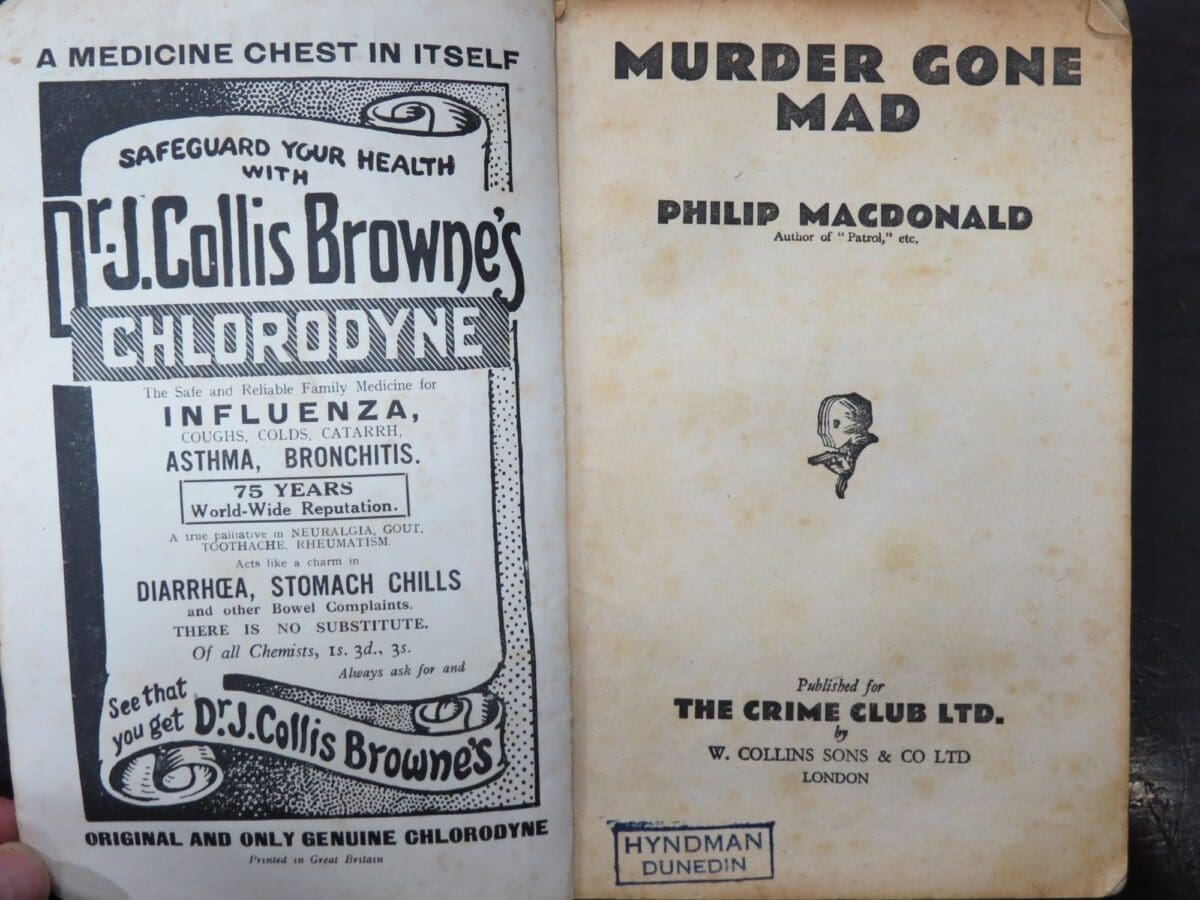 A MEDICINE CHEST IN ITSELF
SAFEGUARD YOUR HEALTH
WITH
Dr. J. Collis Browne's
CHLORODYNE
The Safe and Reliable Family Medicine for
INFLUENZA,
COUGHS, COLDS, CATARRH,
ASTHMA, BRONCHITIS.
75 YEARS
World-Wide Reputation.
A true palliative in NEURALGIA, GOUT,
TOOTHACHE, RHEUMATISM.
Acts like a charm in
DIARRHŒA, STOMACH CHILLS
and other Bowel Complaints.
THERE IS NO SUBSTITUTE.
Of all Chemists, 1s. 3d., 3s.
Always ask for and
See that
you get Dr. J. Collis Browne's
ORIGINAL AND ONLY GENUINE CHLORODYNE
Printed in Great Britain
MURDER GONE
MAD
PHILIP MACDONALD
Author of "Patrol," etc.
Published for
THE CRIME CLUB LTD.
by
W. COLLINS SONS & CO LTD
LONDON
HYNDMAN
DUNEDIN